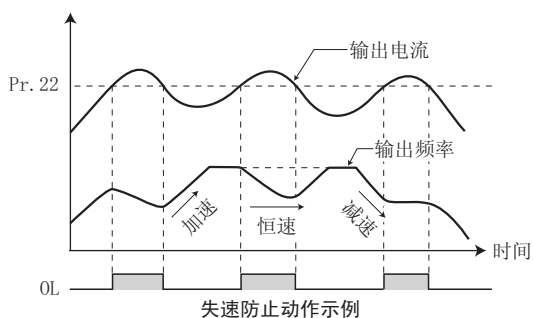 输出电流
Pr.22
输出频率
加速
恒速
减速
时间
OL
失速防止动作示例